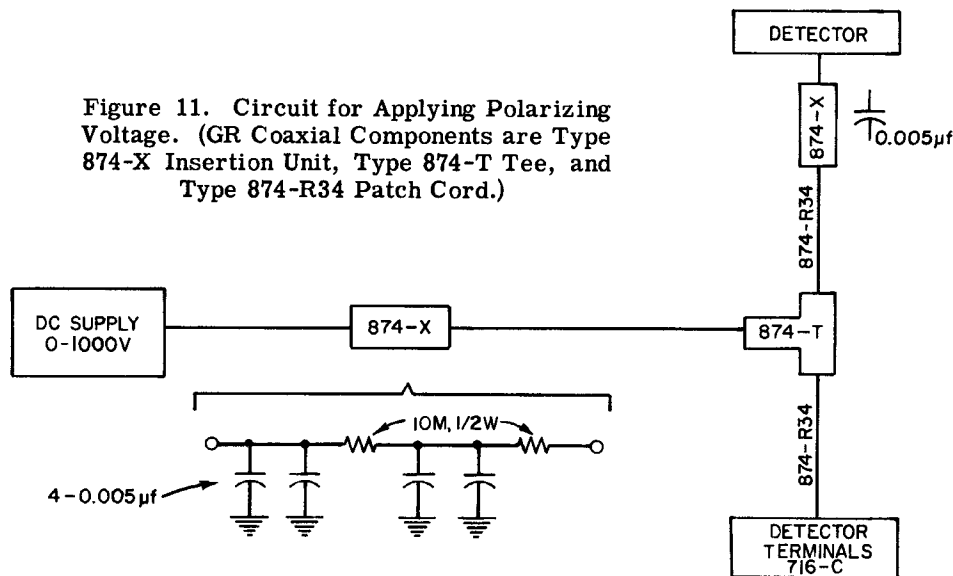 DETECTOR
Figure 11. Circuit for Applying Polarizing
Voltage. (GR Coaxial Components are Type
874-X Insertion Unit, Type 874-T Tee, and
Type 874-R34 Patch Cord.)
874-X
0.005μf
874-R34
DC SUPPLY
0-1000V
874-X
874-T
10M, 1/2W
4-0.005μf
874-R34
DETECTOR
TERMINALS
716-C